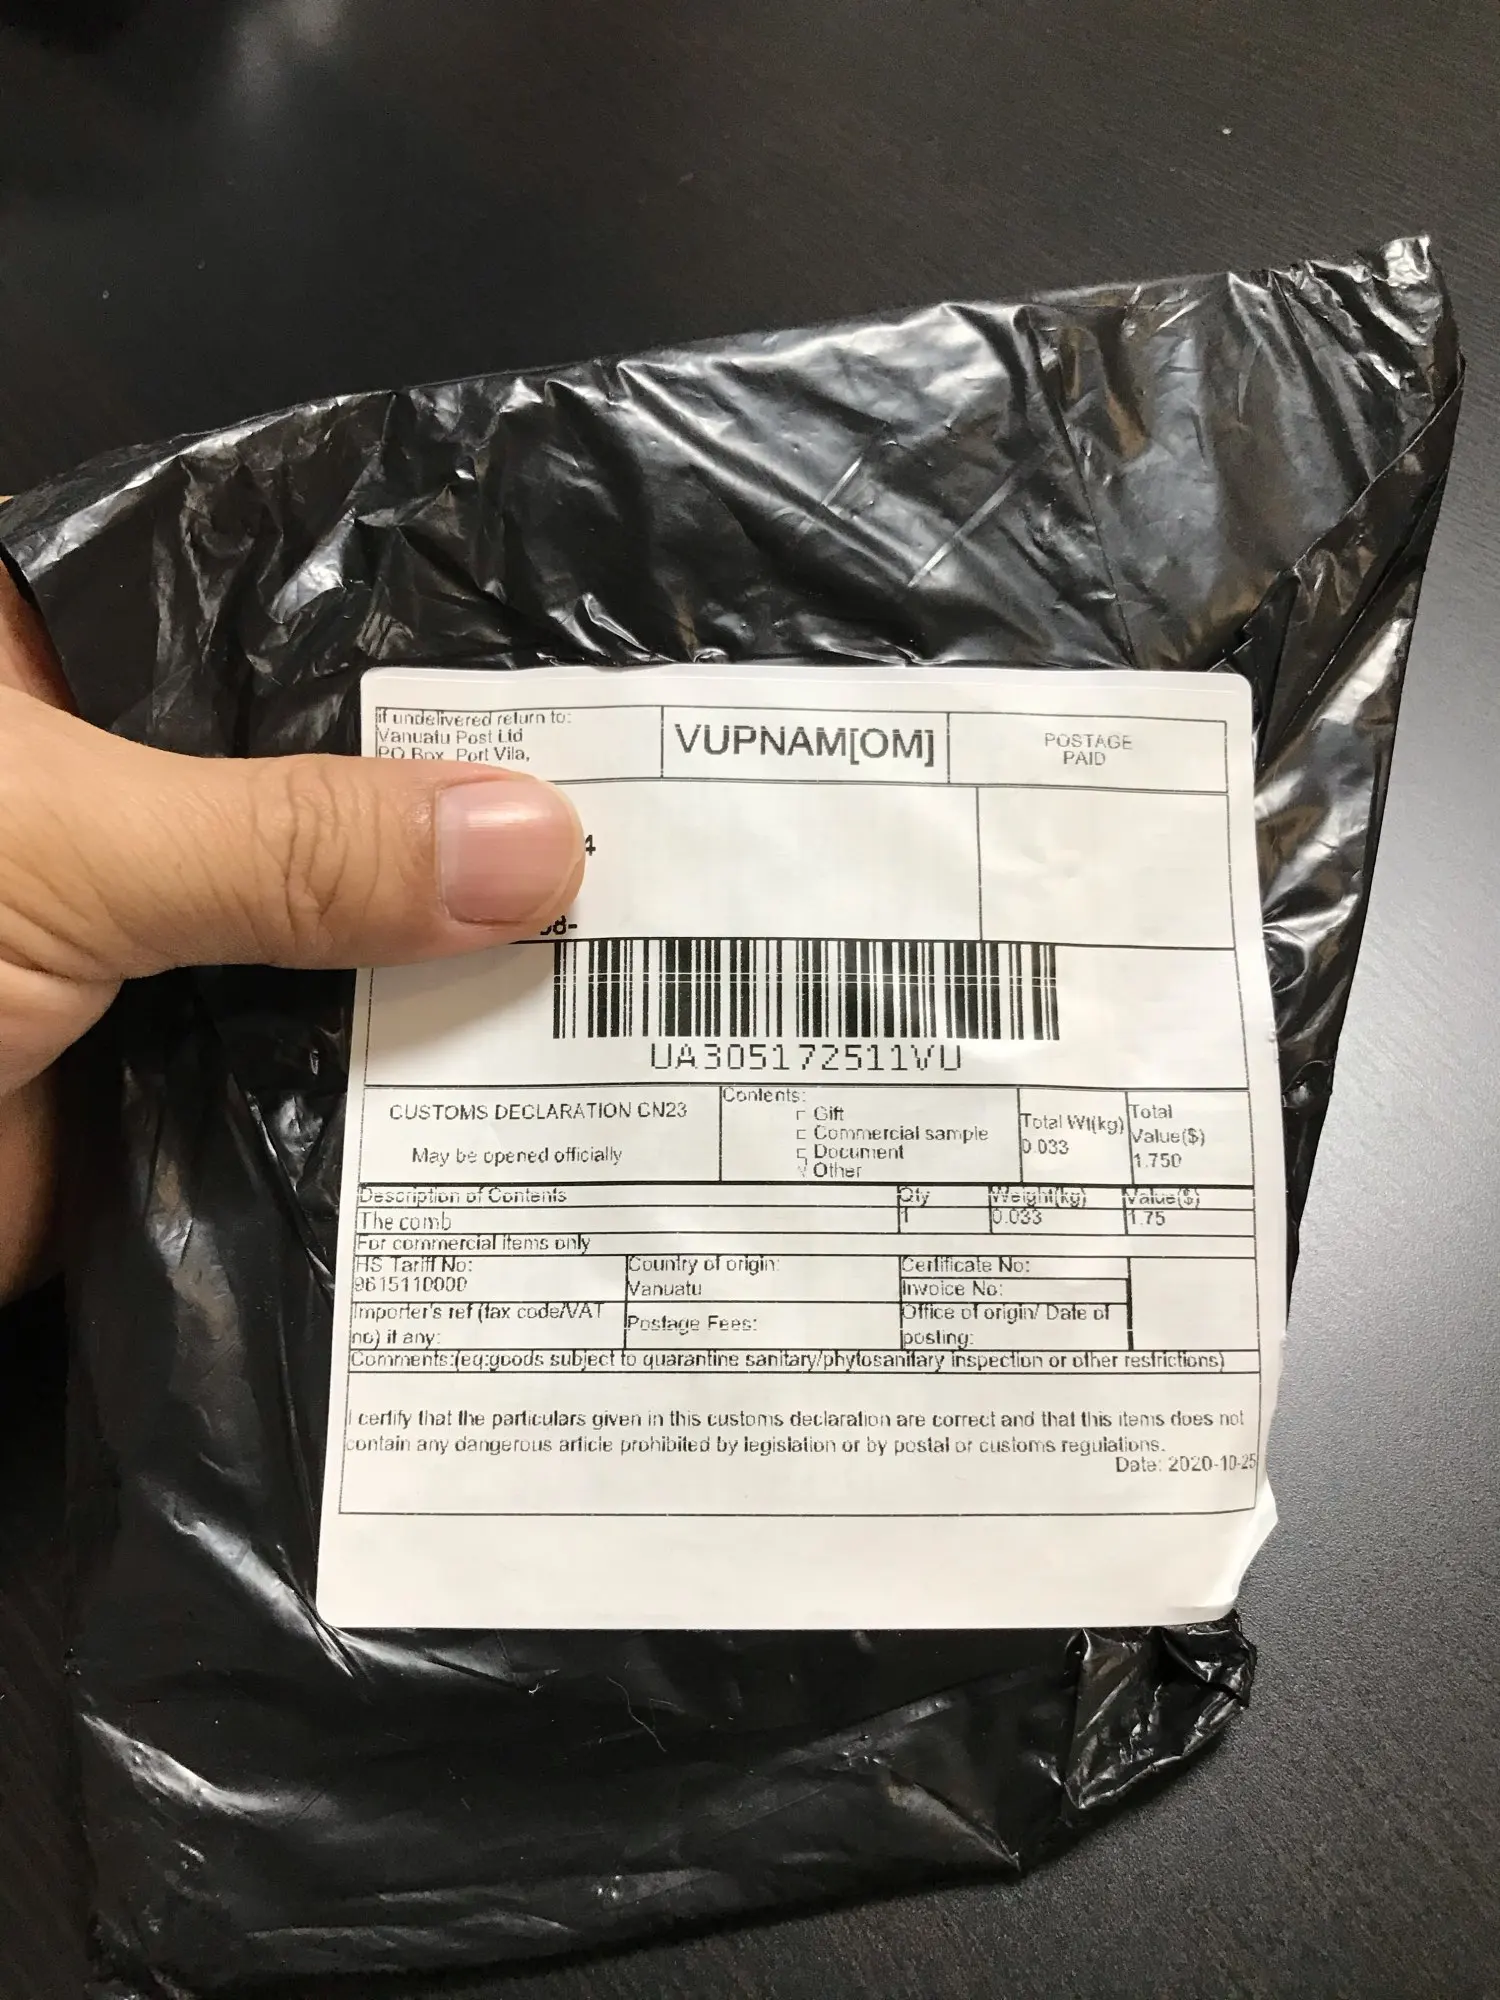 if undelivered return to:
Vanuatu Post Ltd
PO Box Port Vila,
VUPNAM[OM]
POSTAGE
PAID
4
8-
UA305172511VU
CUSTOMS DECLARATION CN23
May be opened officially
Contents:
Gift
Commercial sample
Document
Other
Total Wt(kg)
0.033
Total
Value($)
1.750
Description of Contents Qty Weight(kg) Value($)
The comb 1 0.033 1.75
For commercial items only
HS Tariff No:
9615110000
Country of origin:
Vanuatu
Certificate No:
Invoice No:
Importer's ref (tax code/VAT
no) if any:
Postage Fees:
Office of origin/ Date of
posting:
Comments:(eq:goods subject to quarantine sanitary/phytosanitary inspection or other restrictions)
I certify that the particulars given in this customs declaration are correct and that this items does not
contain any dangerous article prohibited by legislation or by postal or customs regulations.
Date: 2020-10-25